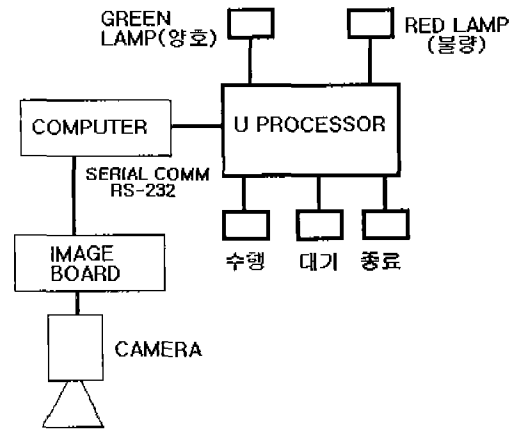 GREEN
LAMP(양호)
RED LAMP
(불량)
COMPUTER
U PROCESSOR
SERIAL COMM
RS-232
수행
대기
종료
IMAGE
BOARD
CAMERA